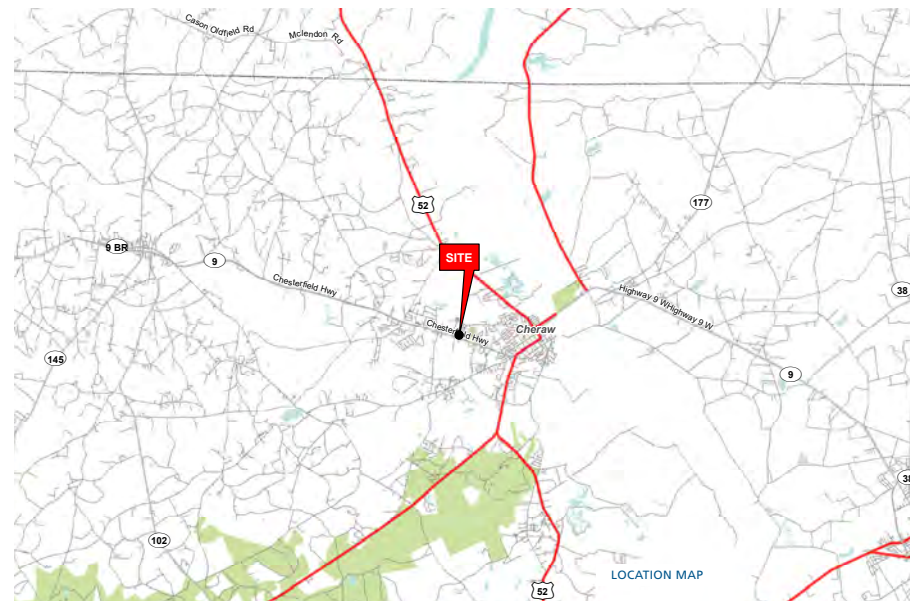 Cason Oldfield Rd
Mclendon Rd
52
177
9 BR
9
SITE
Chesterfield Hwy
38
Highway 9 W
Highway 9 W
Chesterfield Hwy
Cheraw
145
9
38
102
LOCATION MAP
52